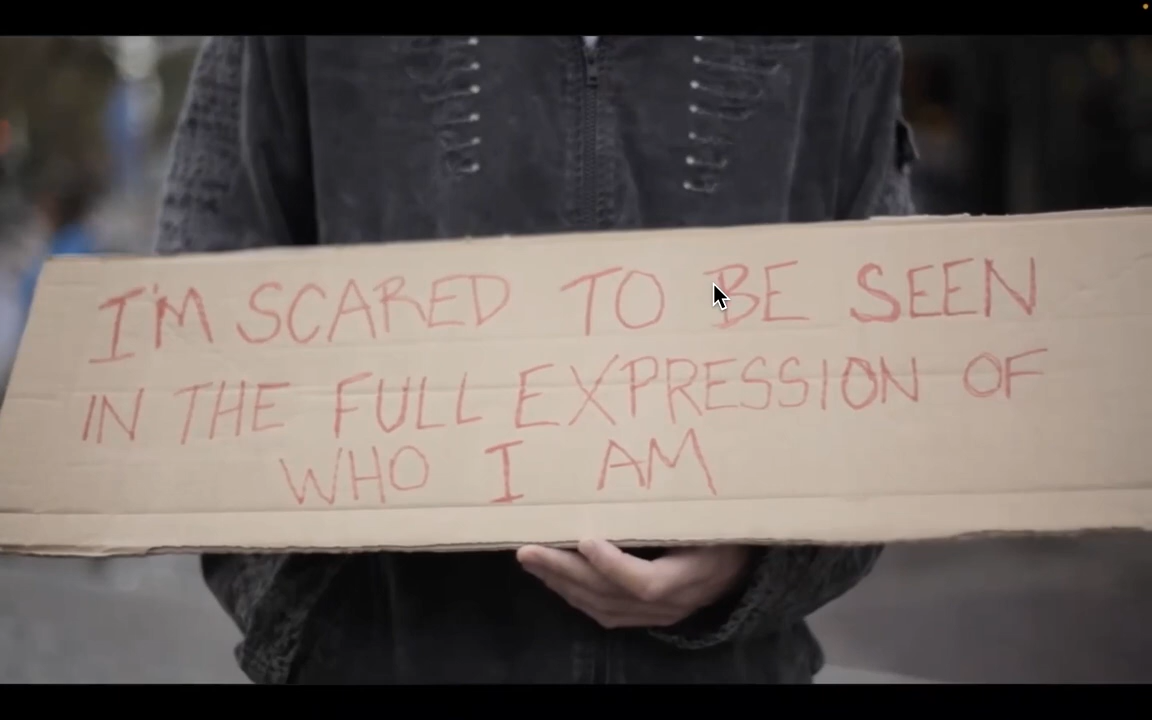 I'M SCARED TO BE SEEN
IN THE FULL EXPRESSION OF
WHO I AM